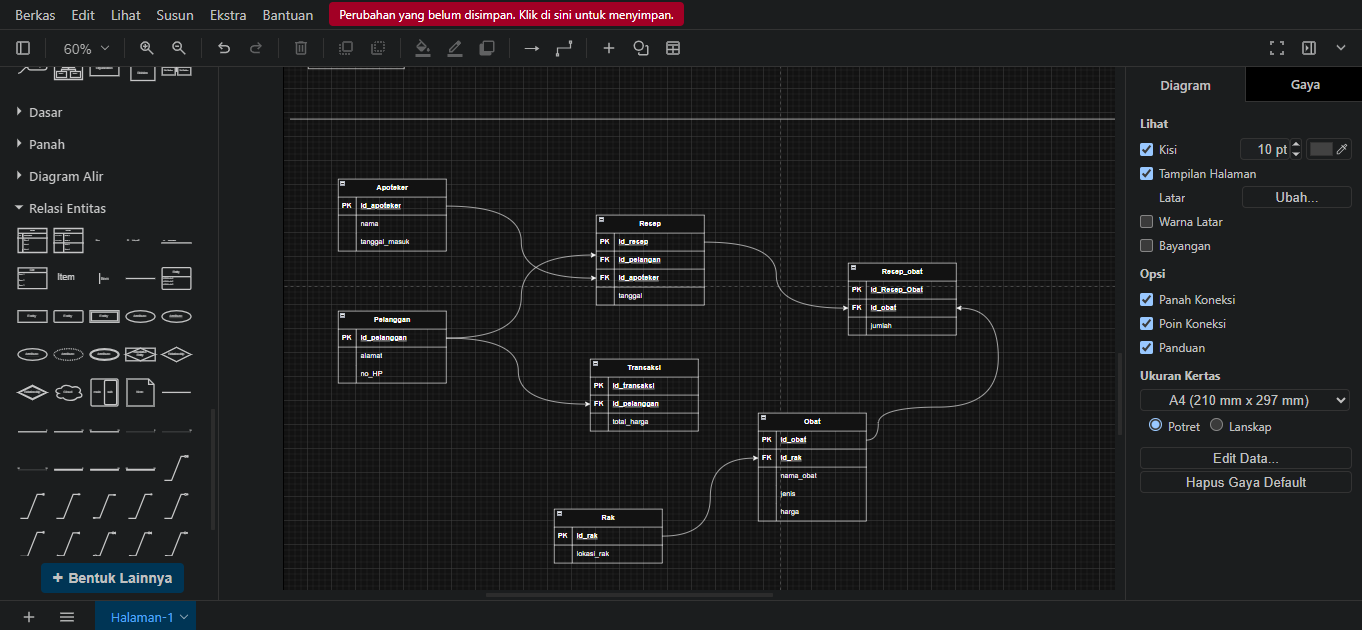 Berkas Edit Lihat Susun Ekstra Bantuan Perubahan yang belum disimpan. Klik di sini untuk menyimpan.
60%
Dasar
Panah
Diagram Alir
Relasi Entitas
Item
Bentuk Lainnya
Apoteker
PK id_apoteker
nama
tanggal_masuk
Pelanggan
PK id_pelanggan
alamat
no_HP
Resep
PK id_resep
FK id_pelangan
FK id_apoteker
tanggal
Transaksi
PK id_transaksi
FK id_pelanggan
total_harga
Resep_obat
PK id_Resep_Obat
FK id_obat
jumlah
Obat
PK id_obat
FK id_rak
nama_obat
jenis
harga
Rak
PK id_rak
lokasi_rak
Diagram Gaya
Lihat
Kisi 10 pt
Tampilan Halaman
Latar Ubah...
Warna Latar
Bayangan
Opsi
Panah Koneksi
Poin Koneksi
Panduan
Ukuran Kertas
A4 (210 mm x 297 mm)
Potret Lanskap
Edit Data...
Hapus Gaya Default
Halaman-1